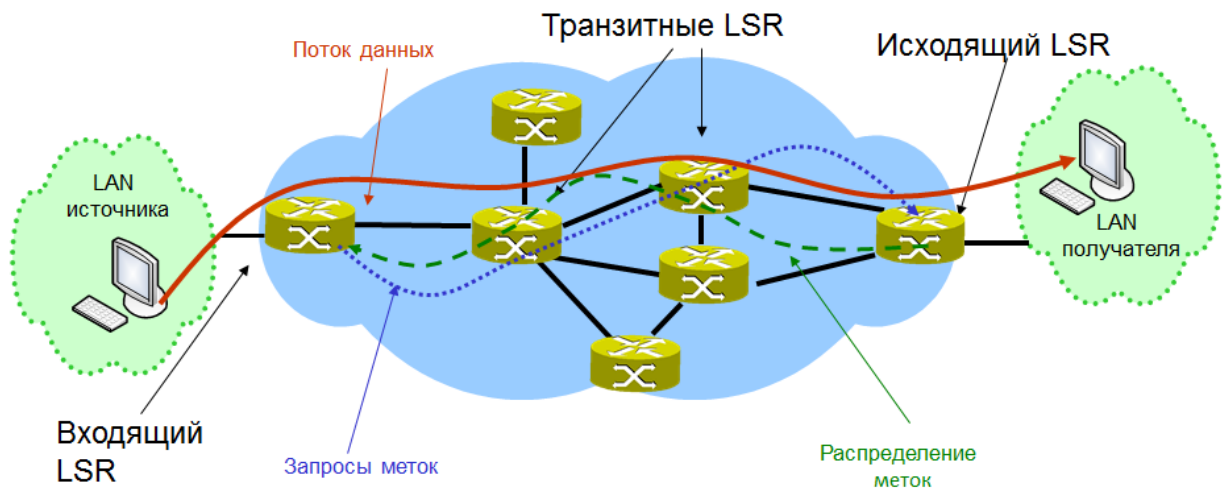 Транзитные LSR
Исходящий LSR
Поток данных
LAN
источника
LAN
получателя
Входящий
LSR
Запросы меток
Распределение
меток